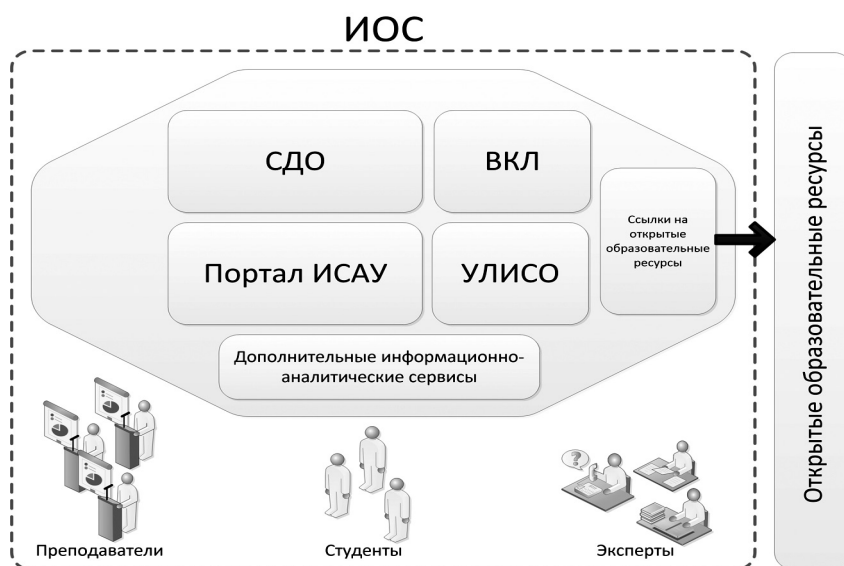 ИОС
СДО
ВКЛ
Ссылки на
открытые
образовательные
ресурсы
Портал ИСАУ
УЛИСО
Дополнительные информационно-
аналитические сервисы
?
Преподаватели
Студенты
Эксперты
Открытые образовательные ресурсы